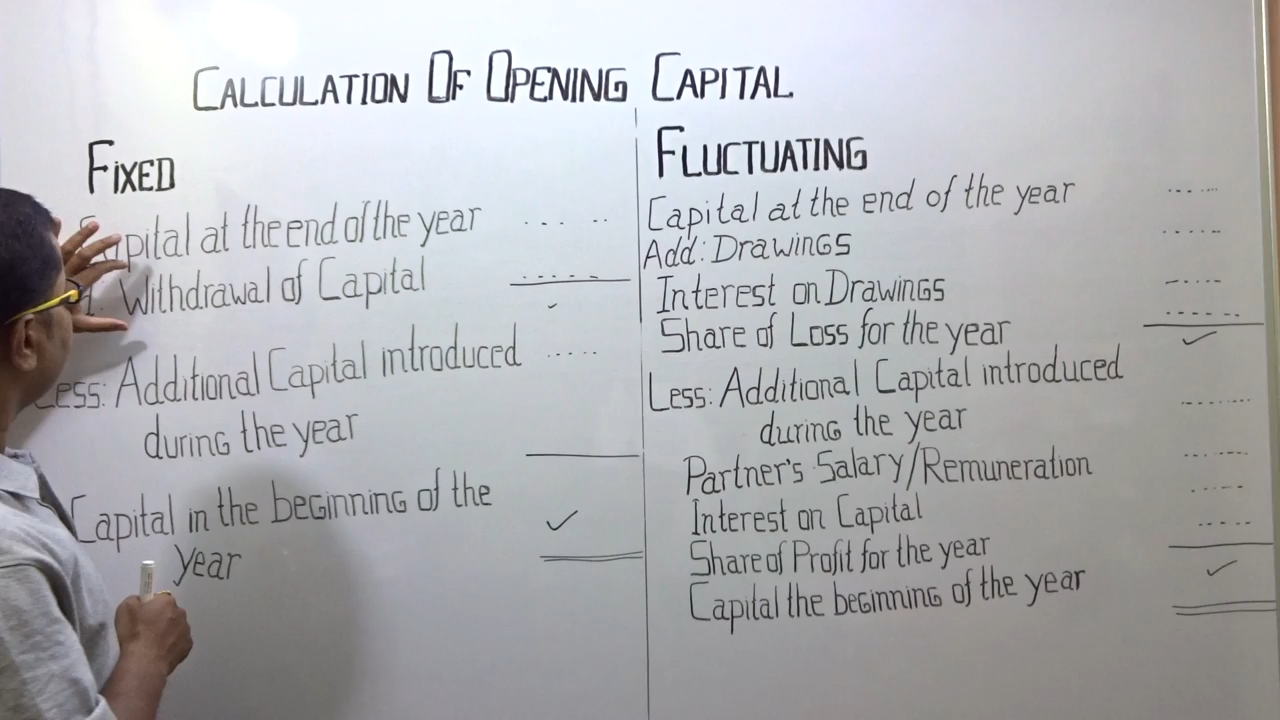 CALCULATION OF OPENING CAPITAL
FIXED
Capital at the end of the year
Withdrawal of Capital
Less: Additional Capital introduced
during the year
Capital in the beginning of the
year
FLUCTUATING
Capital at the end of the year
Add: Drawings
Interest on Drawings
Share of Loss for the year
Less: Additional Capital introduced
during the year
Partner's Salary/Remuneration
Interest on Capital
Share of Profit for the year
Capital the beginning of the year